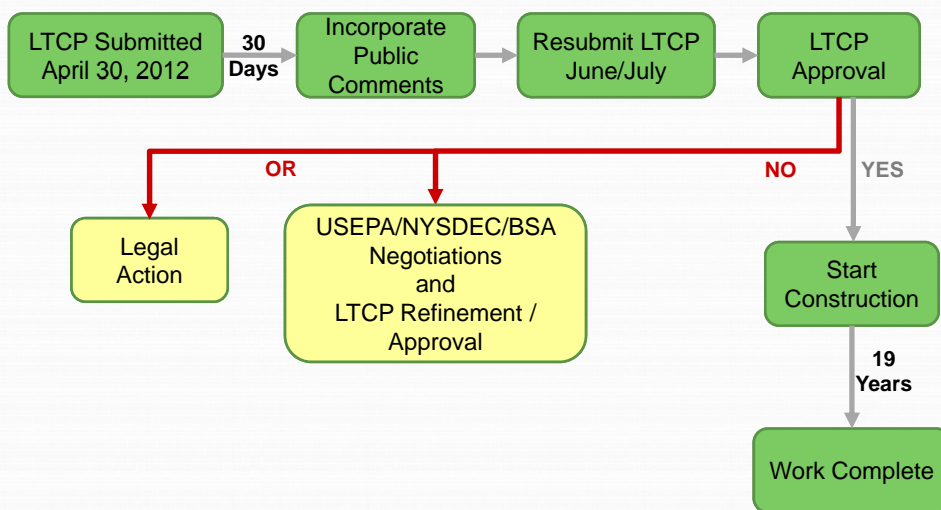 LTCP Submitted
April 30, 2012
30
Days
Incorporate
Public
Comments
Resubmit LTCP
June/July
LTCP
Approval
OR
NO
YES
Legal
Action
USEPA/NYSDEC/BSA
Negotiations
and
LTCP Refinement /
Approval
Start
Construction
19
Years
Work Complete